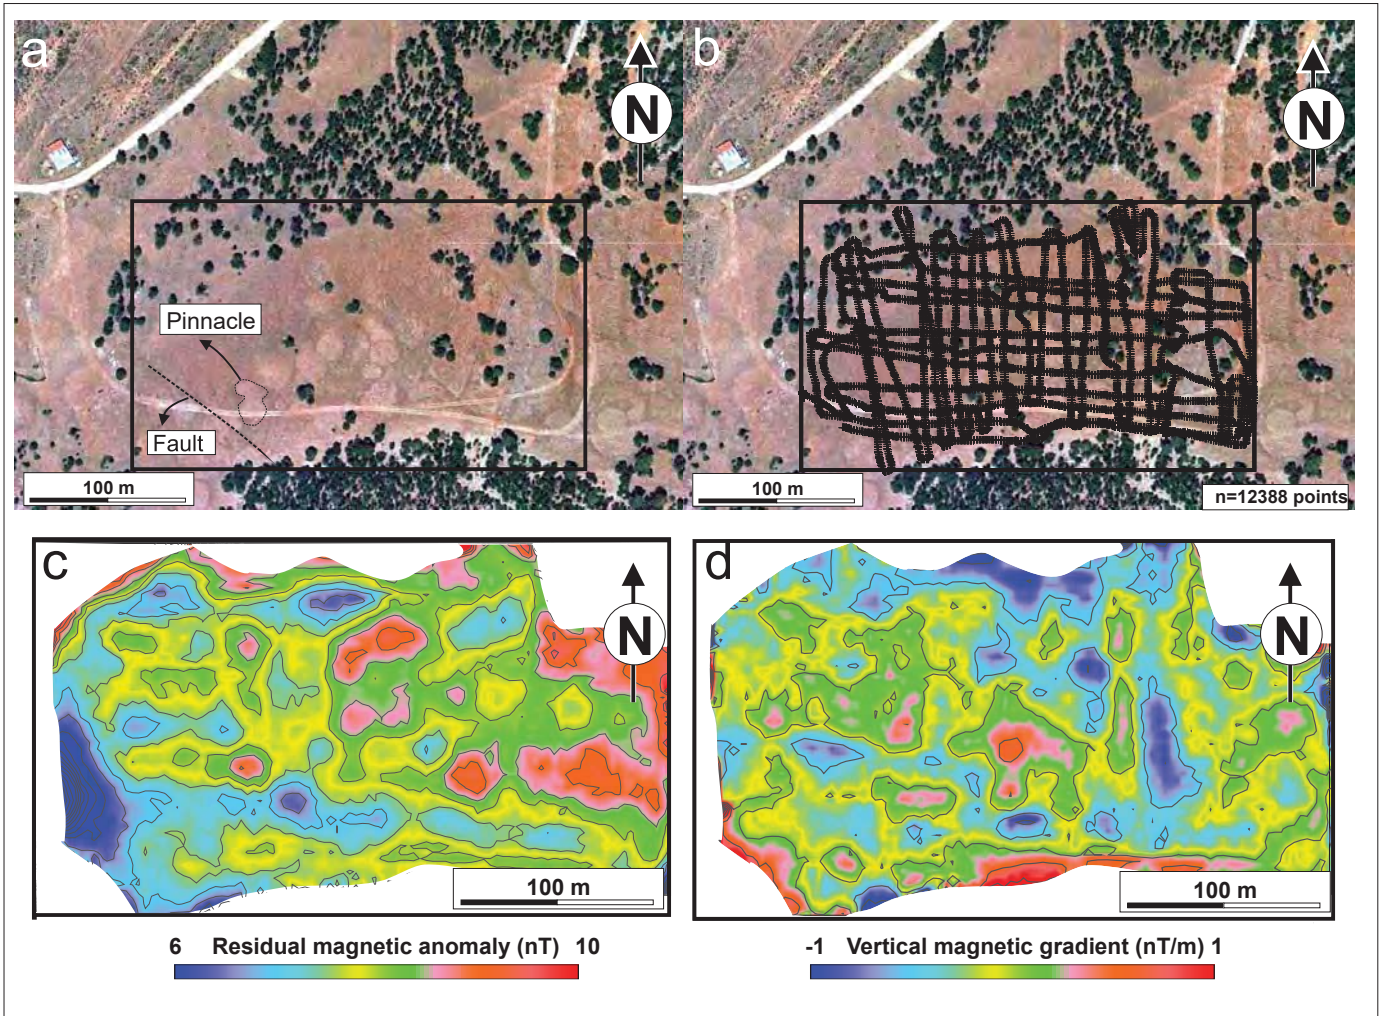 a
N
Pinnacle
Fault
100 m
b
N
100 m
n=12388 points
c
N
100 m
6 Residual magnetic anomaly (nT) 10
d
N
100 m
-1 Vertical magnetic gradient (nT/m) 1